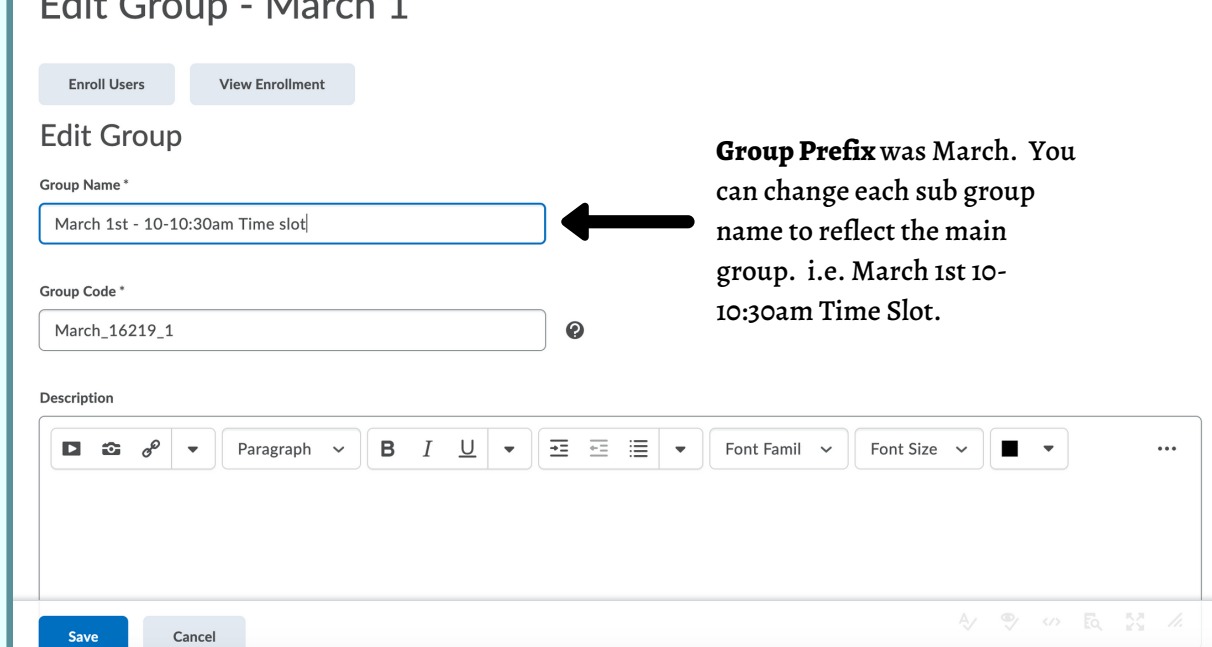 Edit Group - March 1
Enroll Users
View Enrollment
Edit Group
Group Name *
March 1st - 10-10:30am Time slot
Group Code *
March_16219_1
Description
Paragraph
B I U
Font Famil
Font Size
Save
Cancel
Group Prefix was March. You
can change each sub group
name to reflect the main
group. i.e. March 1st 10-
10:30am Time Slot.